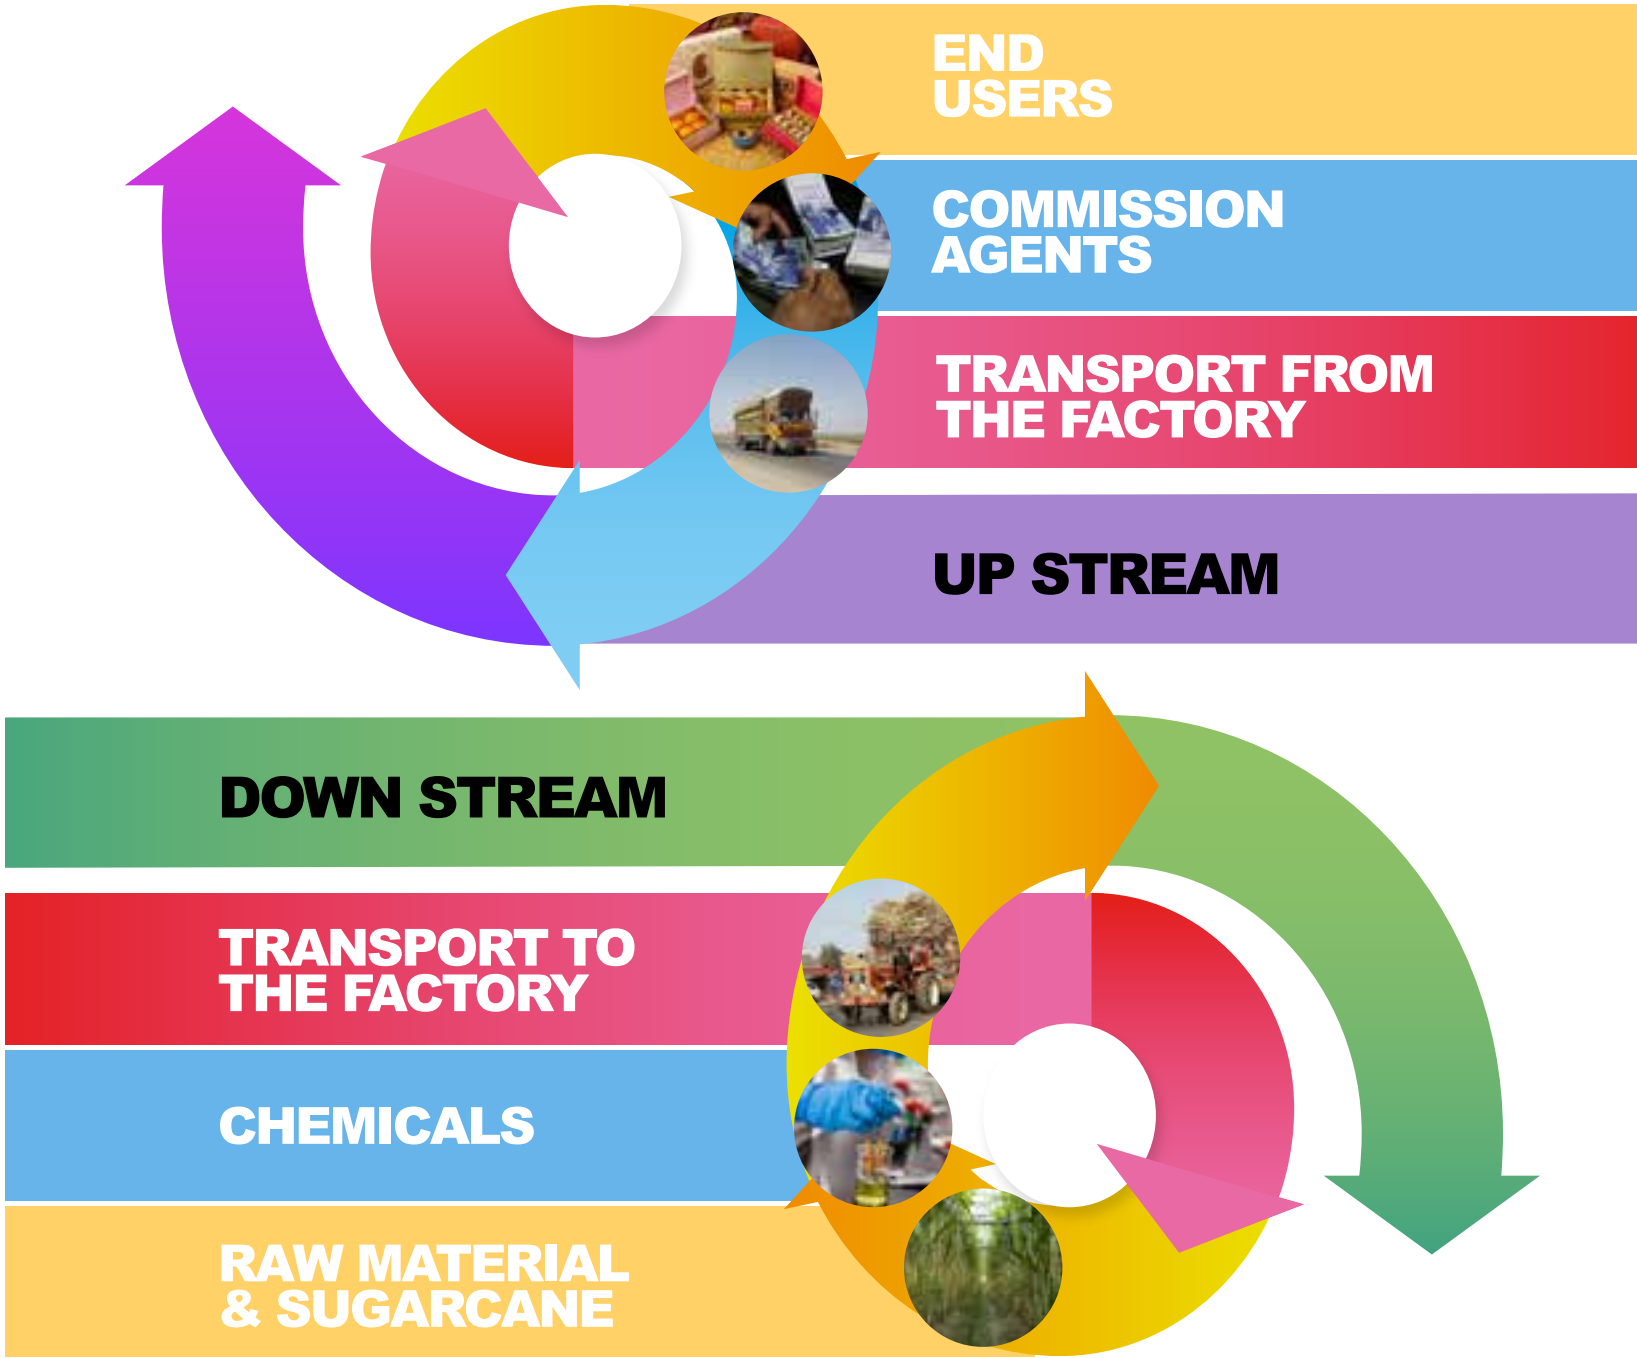 END
USERS
COMMISSION
AGENTS
TRANSPORT FROM
THE FACTORY
UP STREAM
DOWN STREAM
TRANSPORT TO
THE FACTORY
CHEMICALS
RAW MATERIAL
& SUGARCANE